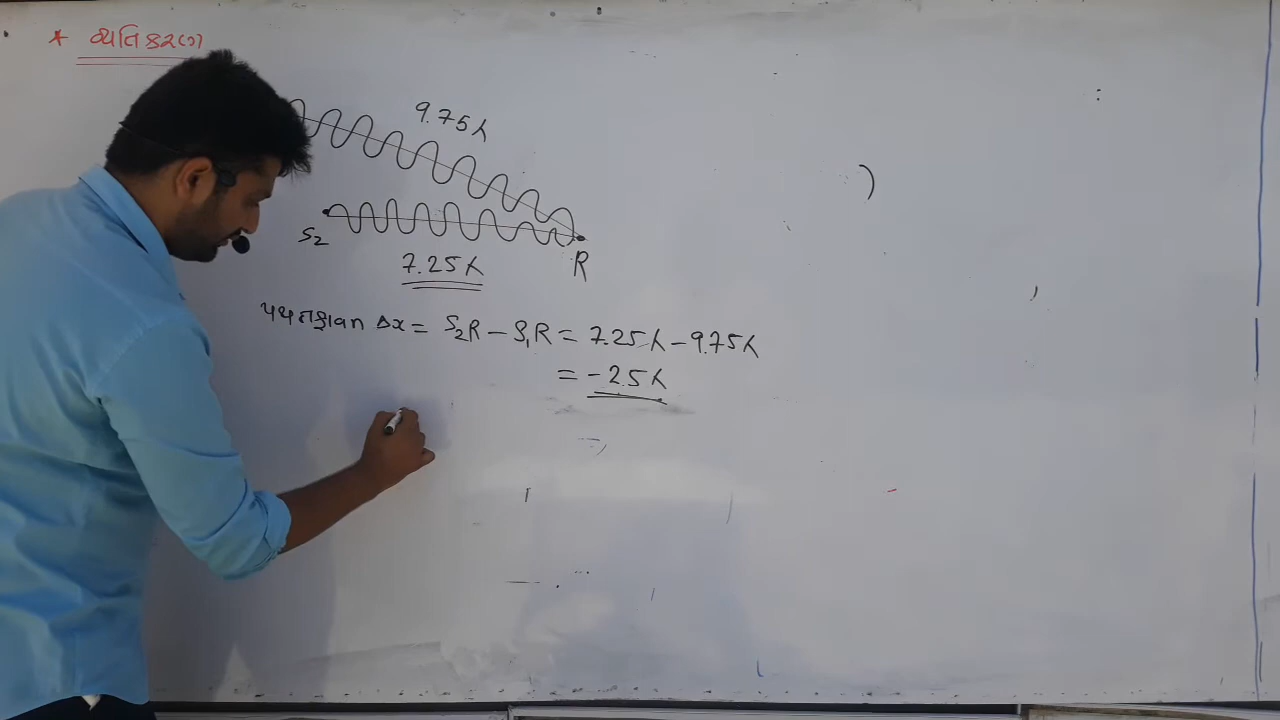 * વ્યતિકરણ
9.75λ
S₂
R
7.25λ
પથતફાવત Δx = S₂R − S₁R = 7.25λ − 9.75λ
= −2.5λ